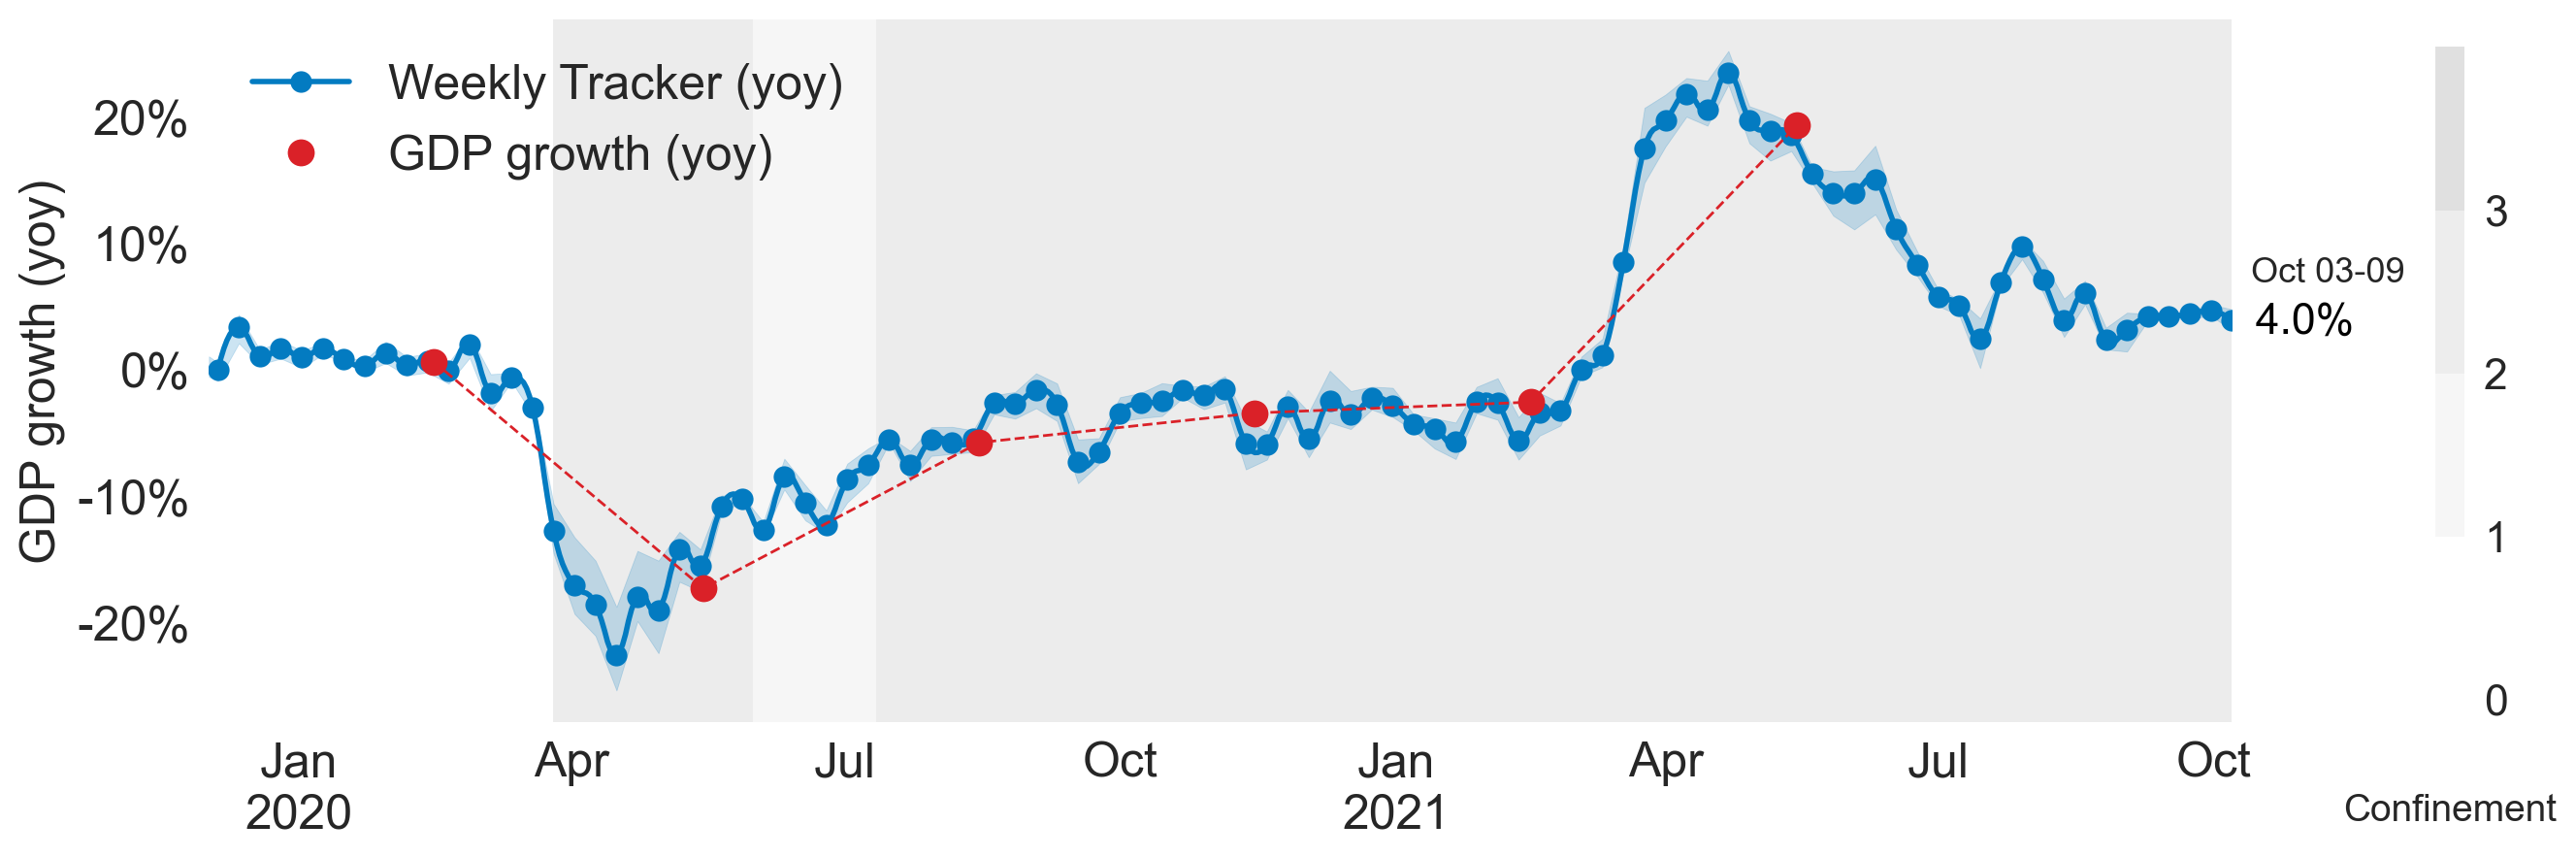 Weekly Tracker (yoy)
GDP growth (yoy)
GDP growth (yoy)
20%
10%
0%
-10%
-20%
Jan
2020
Apr
Jul
Oct
Jan
2021
Apr
Jul
Oct
Oct 03-09
4.0%
3
2
1
0
Confinement